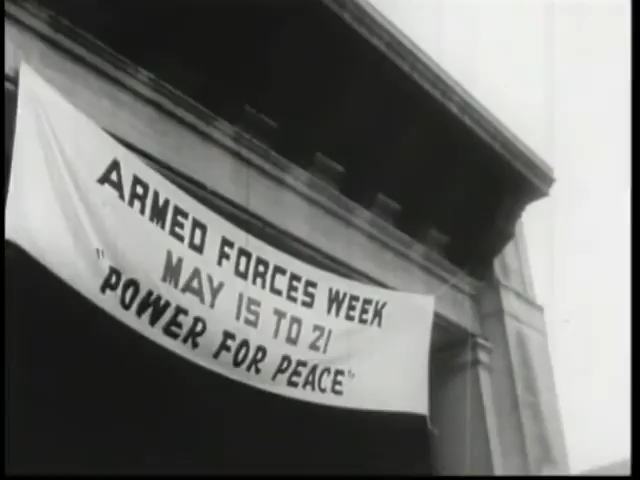 ARMED FORCES WEEK
MAY 15 TO 21
"POWER FOR PEACE"